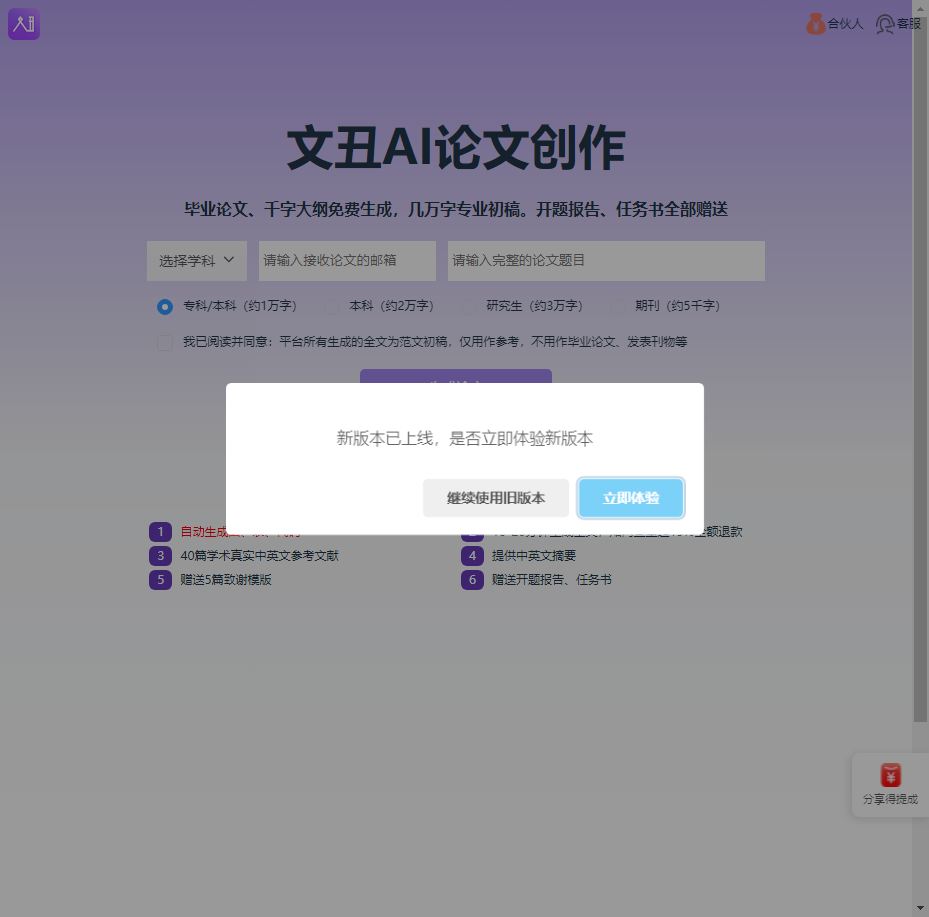 合伙人 客服
文丑AI论文创作
毕业论文、千字大纲免费生成，几万字专业初稿。开题报告、任务书全部赠送
选择学科 请输入接收论文的邮箱 请输入完整的论文题目
专科/本科（约1万字） 本科（约2万字） 研究生（约3万字） 期刊（约5千字）
我已阅读并同意：平台所有生成的全文为范文初稿，仅用作参考，不用作毕业论文、发表刊物等
新版本已上线，是否立即体验新版本
继续使用旧版本 立即体验
1 自动生成
3 40篇学术真实中英文参考文献 4 提供中英文摘要
5 赠送5篇致谢模版 6 赠送开题报告、任务书
分享得提成